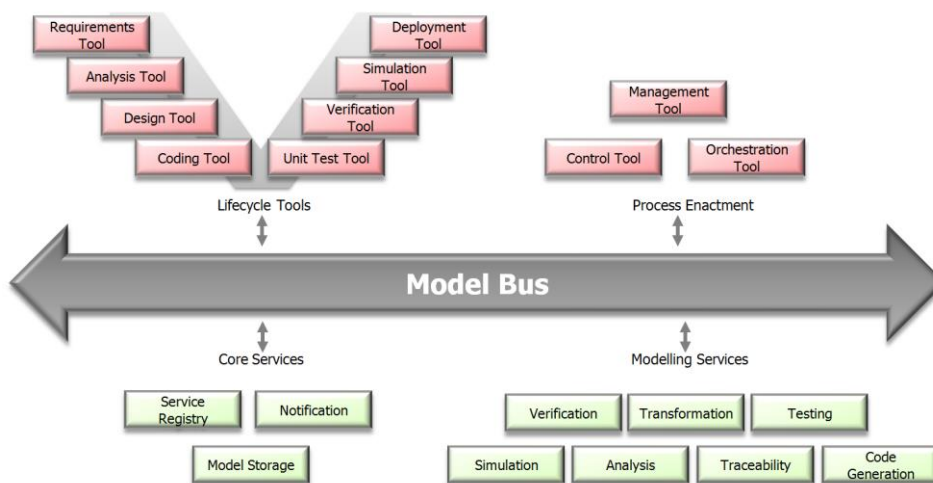 Requirements
Tool
Analysis Tool
Design Tool
Coding Tool
Deployment
Tool
Simulation
Tool
Verification
Tool
Unit Test Tool
Lifecycle Tools
Management
Tool
Control Tool
Orchestration
Tool
Process Enactment
Model Bus
Core Services
Service
Registry
Notification
Model Storage
Modelling Services
Verification
Transformation
Testing
Simulation
Analysis
Traceability
Code
Generation